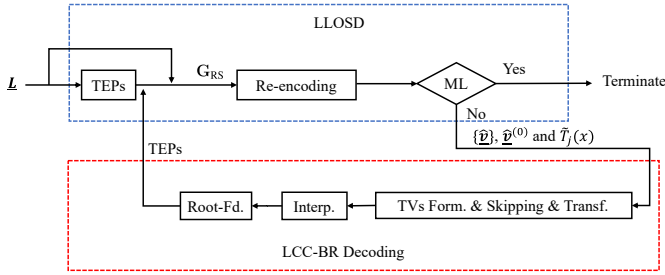 LLOSD
L
TEPs
G_RS
Re-encoding
ML
Yes
Terminate
No
{v̂}, v̂^(0) and T̃_j(x)
TEPs
Root-Fd.
Interp.
TVs Form. & Skipping & Transf.
LCC-BR Decoding